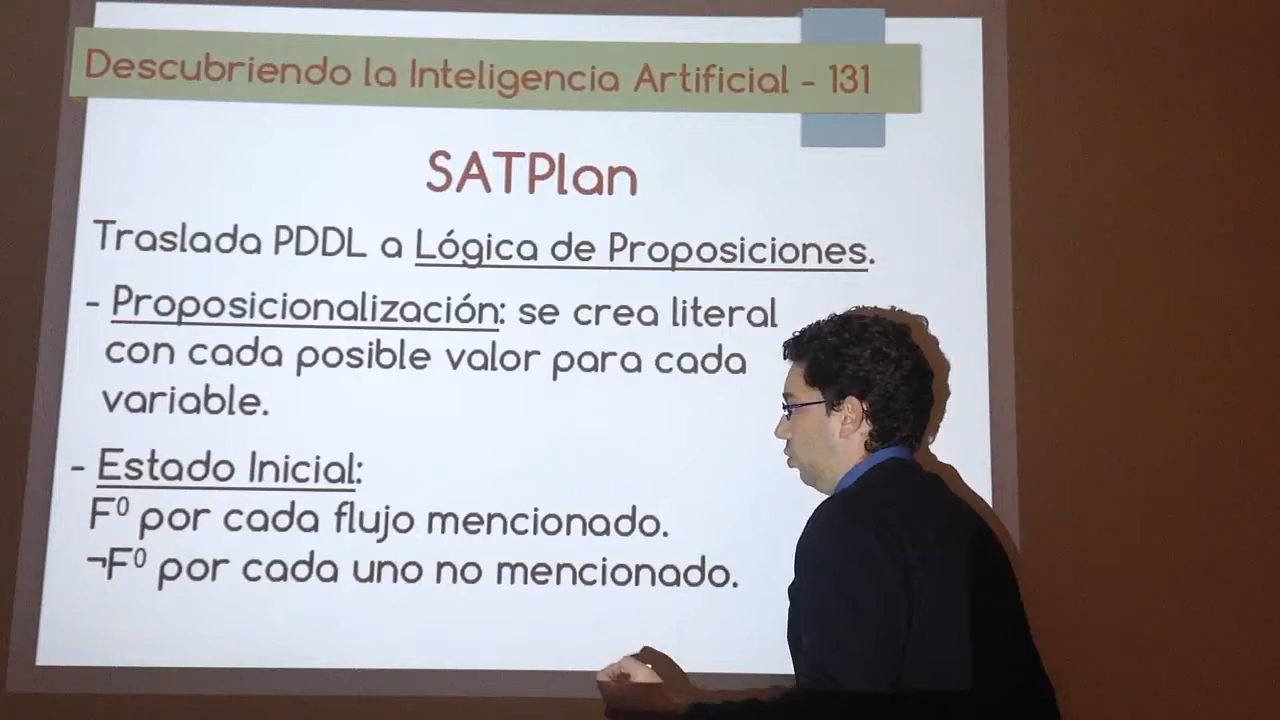 Descubriendo la Inteligencia Artificial - 131
SATPlan
Traslada PDDL a Lógica de Proposiciones.
- Proposicionalización: se crea literal
con cada posible valor para cada
variable.
- Estado Inicial:
F⁰ por cada flujo mencionado.
¬F⁰ por cada uno no mencionado.